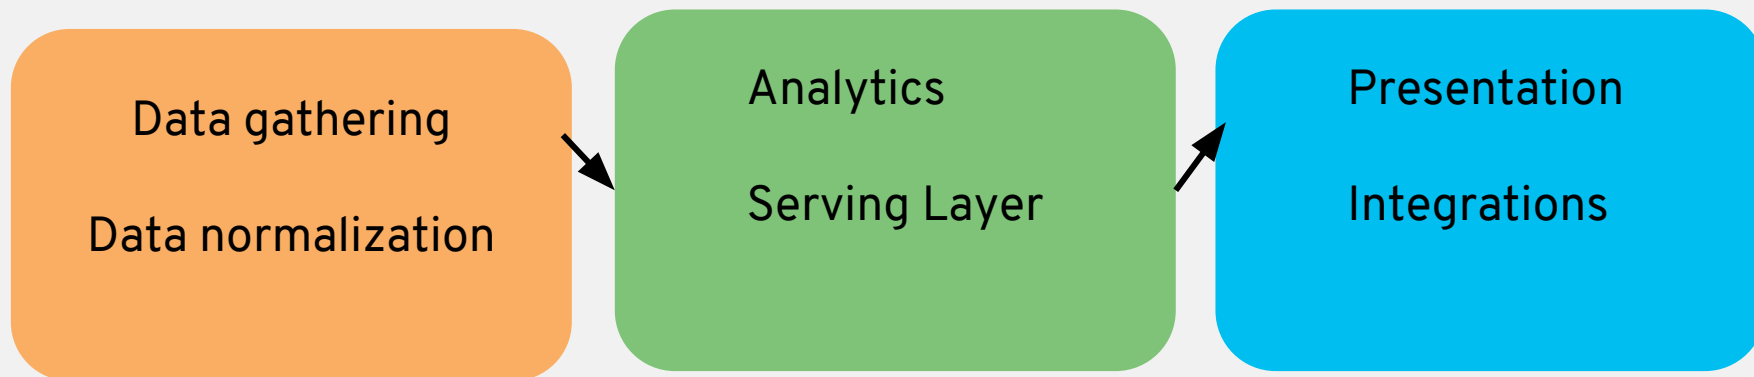 Data gathering
Data normalization
Analytics
Serving Layer
Presentation
Integrations